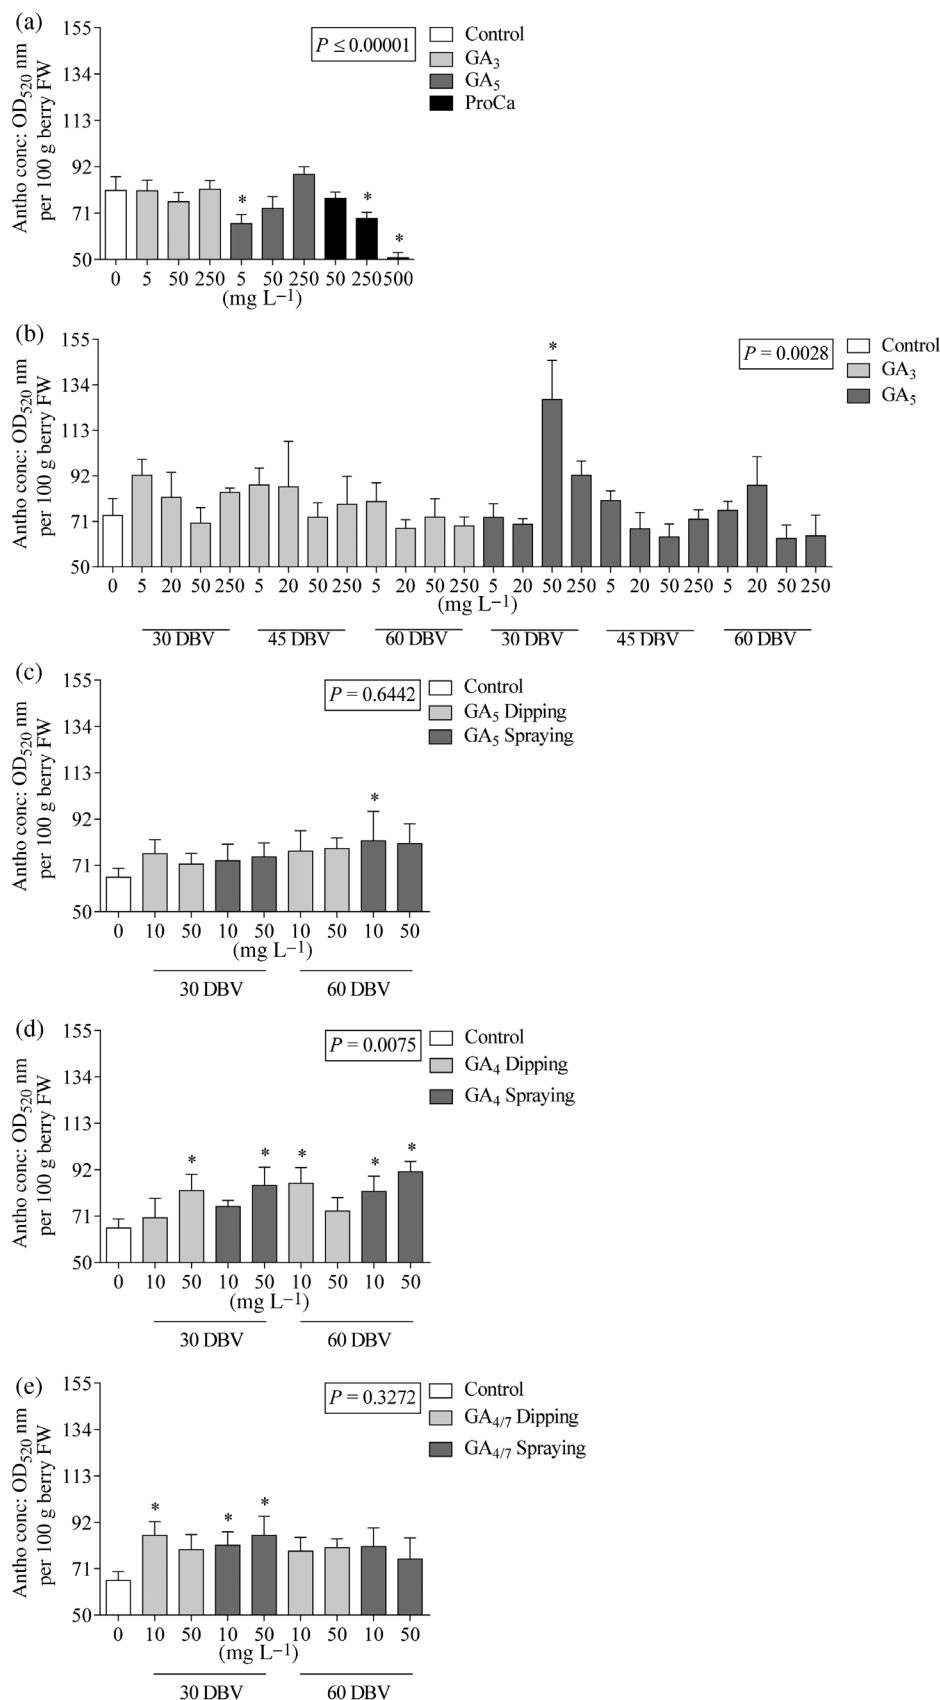 (a)
Antho conc: OD520 nm
per 100 g berry FW
155
134
113
92
71
50
P ≤ 0.00001
Control
GA3
GA5
ProCa
*
*
*
0 5 50 250 5 50 250 50 250 500
(mg L−1)
(b)
Antho conc: OD520 nm
per 100 g berry FW
155
134
113
92
71
50
*
P = 0.0028
Control
GA3
GA5
0 5 20 50 250 5 20 50 250 5 20 50 250 5 20 50 250 5 20 50 250 5 20 50 250
(mg L−1)
30 DBV 45 DBV 60 DBV 30 DBV 45 DBV 60 DBV
(c)
Antho conc: OD520 nm
per 100 g berry FW
155
134
113
92
71
50
P = 0.6442
Control
GA5 Dipping
GA5 Spraying
*
0 10 50 10 50 10 50 10 50
(mg L−1)
30 DBV 60 DBV
(d)
Antho conc: OD520 nm
per 100 g berry FW
155
134
113
92
71
50
P = 0.0075
Control
GA4 Dipping
GA4 Spraying
* * * * *
0 10 50 10 50 10 50 10 50
(mg L−1)
30 DBV 60 DBV
(e)
Antho conc: OD520 nm
per 100 g berry FW
155
134
113
92
71
50
P = 0.3272
Control
GA4/7 Dipping
GA4/7 Spraying
* * *
0 10 50 10 50 10 50 10 50
(mg L−1)
30 DBV 60 DBV